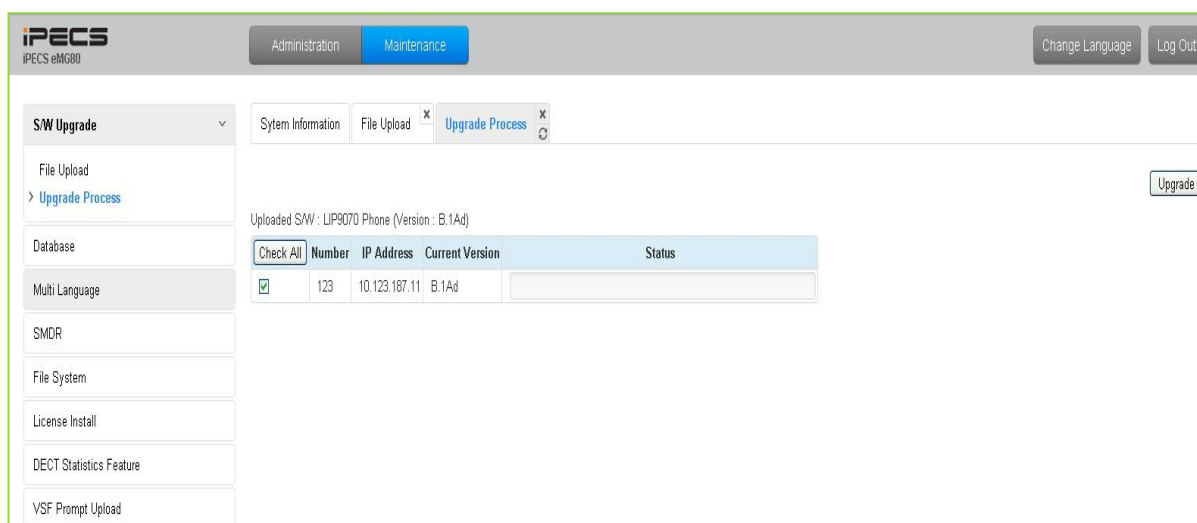 iPECS
iPECS eMG80
Administration Maintenance Change Language Log Out
S/W Upgrade
File Upload
> Upgrade Process
Database
Multi Language
SMDR
File System
License Install
DECT Statistics Feature
VSF Prompt Upload
Sytem Information File Upload x Upgrade Process x
Upgrade
Uploaded S/W : LIP9070 Phone (Version : B.1Ad)
Check All Number IP Address Current Version Status
123 10.123.187.11 B.1Ad